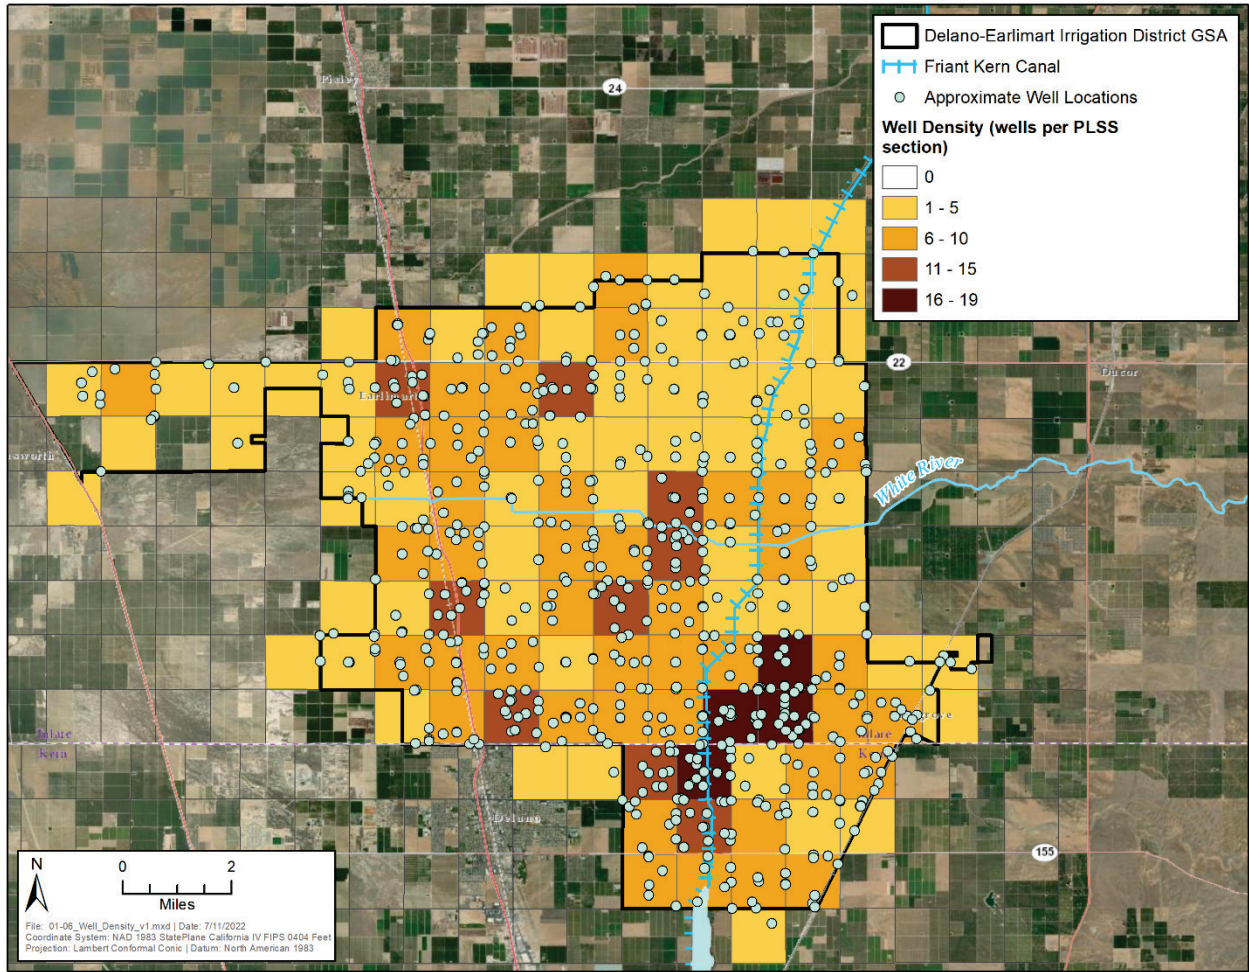 Delano-Earlimart Irrigation District GSA
Friant Kern Canal
Approximate Well Locations
Well Density (wells per PLSS
section)
0
1 - 5
6 - 10
11 - 15
16 - 19
Pixley
24
22
Ducor
Earlimart
White River
Tulare
Kern
Tulare
Delano
155
N
0
2
Miles
File: 01-06_Well_Density_v1.mxd | Date: 7/11/2022
Coordinate System: NAD 1983 StatePlane California IV FIPS 0404 Feet
Projection: Lambert Conformal Conic | Datum: North American 1983